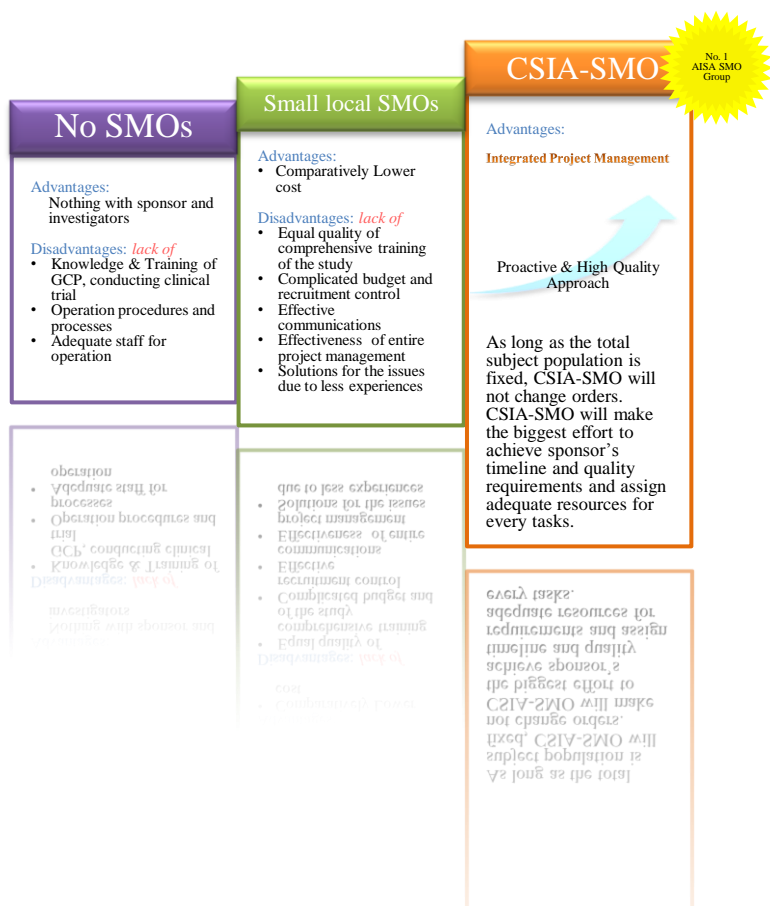 No SMOs
Advantages:
Nothing with sponsor and
investigators
Disadvantages: lack of
• Knowledge & Training of
GCP, conducting clinical
trial
• Operation procedures and
processes
• Adequate staff for
operation
Small local SMOs
Advantages:
• Comparatively Lower
cost
Disadvantages: lack of
• Equal quality of
comprehensive training
of the study
• Complicated budget and
recruitment control
• Effective
communications
• Effectiveness of entire
project management
• Solutions for the issues
due to less experiences
CSIA-SMO
No. 1
AISA SMO
Group
Advantages:
Integrated Project Management
Proactive & High Quality
Approach
As long as the total
subject population is
fixed, CSIA-SMO will
not change orders.
CSIA-SMO will make
the biggest effort to
achieve sponsor's
timeline and quality
requirements and assign
adequate resources for
every tasks.